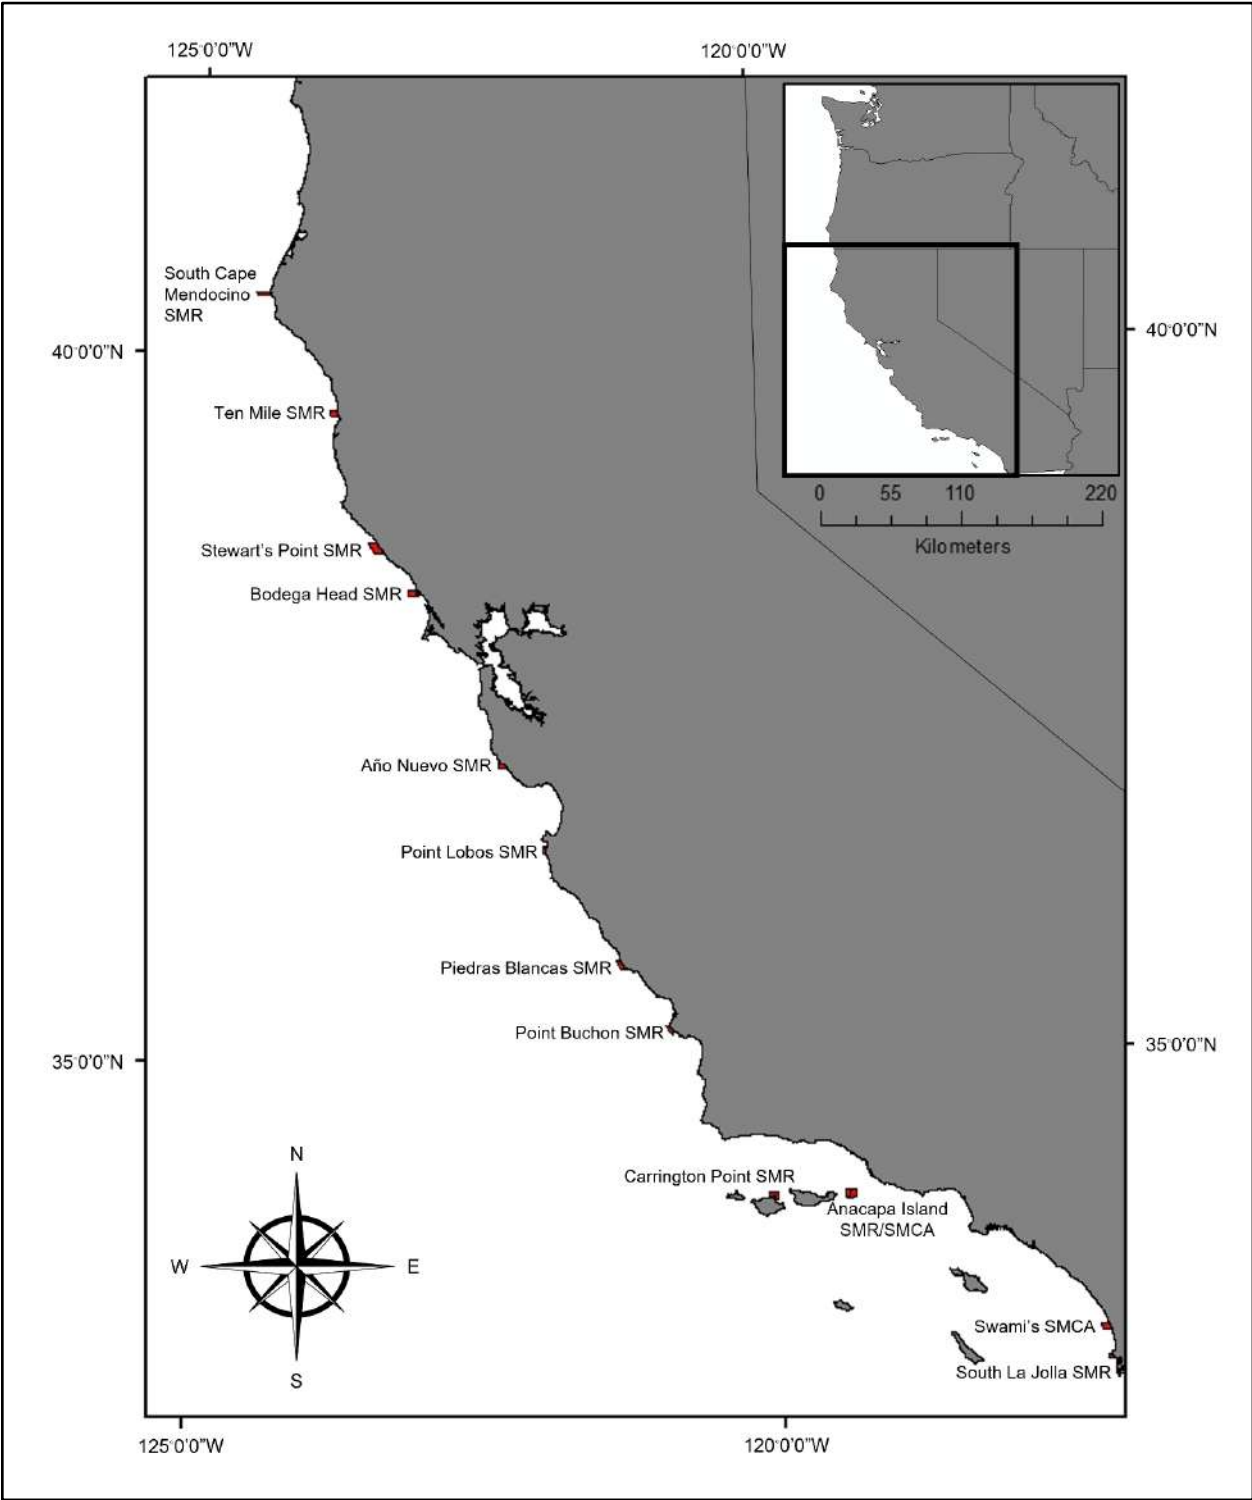 125°0'0"W
120°0'0"W
South Cape
Mendocino
SMR
40°0'0"N
40°0'0"N
Ten Mile SMR
0 55 110 220
Kilometers
Stewart's Point SMR
Bodega Head SMR
Año Nuevo SMR
Point Lobos SMR
Piedras Blancas SMR
Point Buchon SMR
35°0'0"N
35°0'0"N
N
W
E
S
Carrington Point SMR
Anacapa Island
SMR/SMCA
Swami's SMCA
South La Jolla SMR
125°0'0"W
120°0'0"W